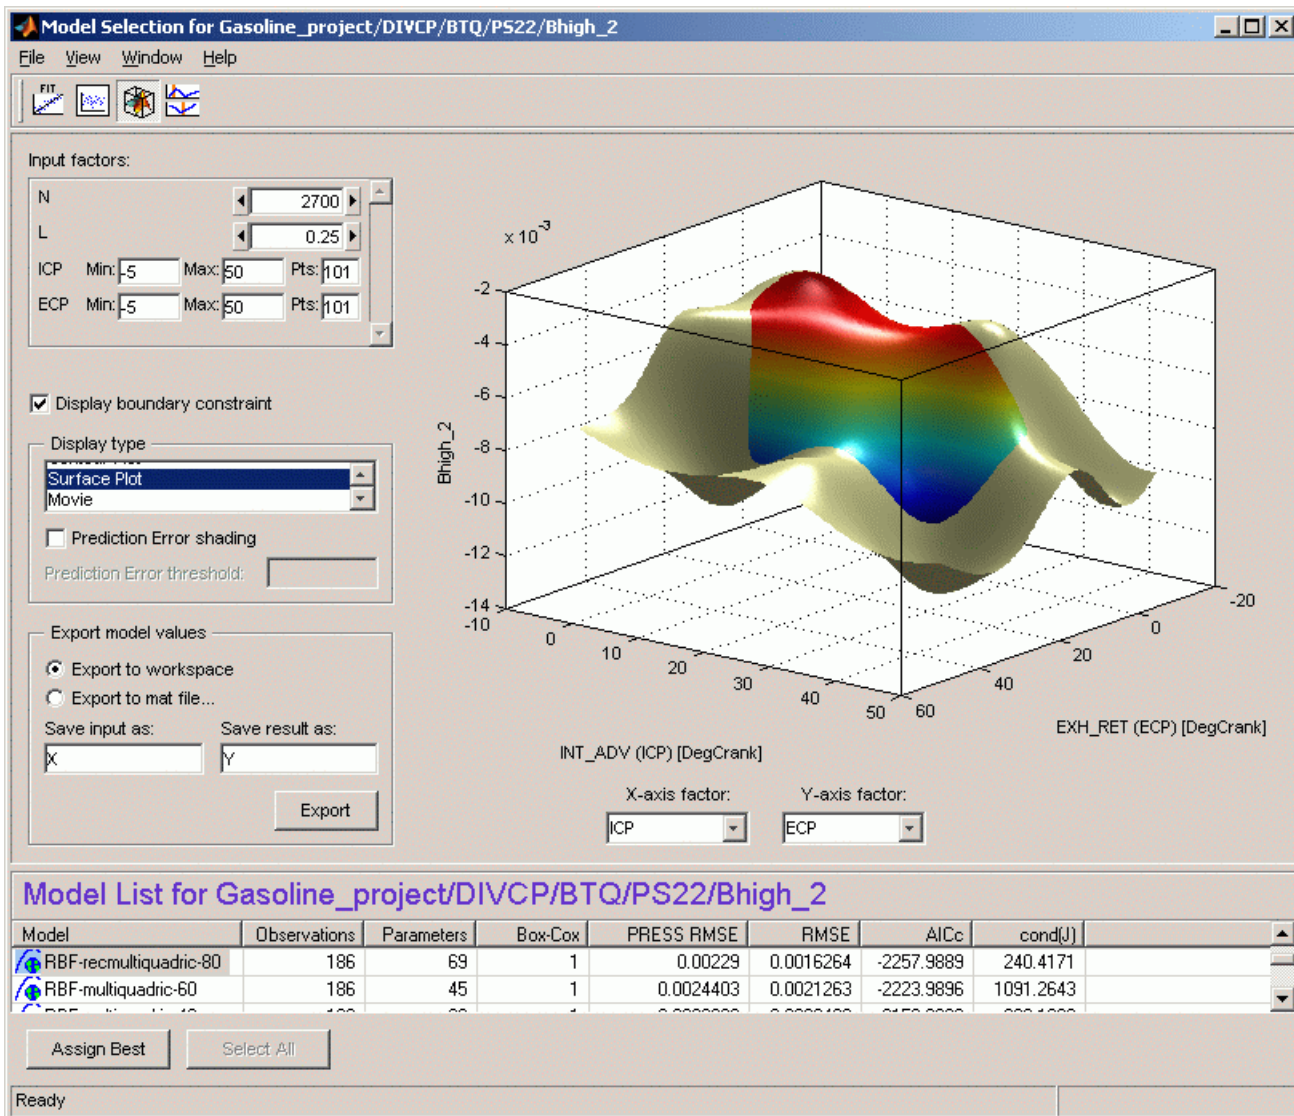 Model Selection for Gasoline_project/DIVCP/BTQ/PS22/Bhigh_2
File View Window Help
FIT
Input factors:
N 2700
L 0.25
ICP Min: -5 Max: 50 Pts: 101
ECP Min: -5 Max: 50 Pts: 101
Display boundary constraint
Display type
Surface Plot
Movie
Prediction Error shading
Prediction Error threshold:
Export model values
Export to workspace
Export to mat file...
Save input as: Save result as:
X Y
Export
x 10^-3
-2
-4
-6
-8
-10
-12
-14
Bhigh_2
-10 0 10 20 30 40 50
60 40 20 0 -20
INT_ADV (ICP) [DegCrank]
EXH_RET (ECP) [DegCrank]
X-axis factor: Y-axis factor:
ICP ECP
Model List for Gasoline_project/DIVCP/BTQ/PS22/Bhigh_2
Model Observations Parameters Box-Cox PRESS RMSE RMSE AICc cond(J)
RBF-recmultiquadric-80 186 69 1 0.00229 0.0016264 -2257.9889 240.4171
RBF-multiquadric-60 186 45 1 0.0024403 0.0021263 -2223.9896 1091.2643
Assign Best Select All
Ready